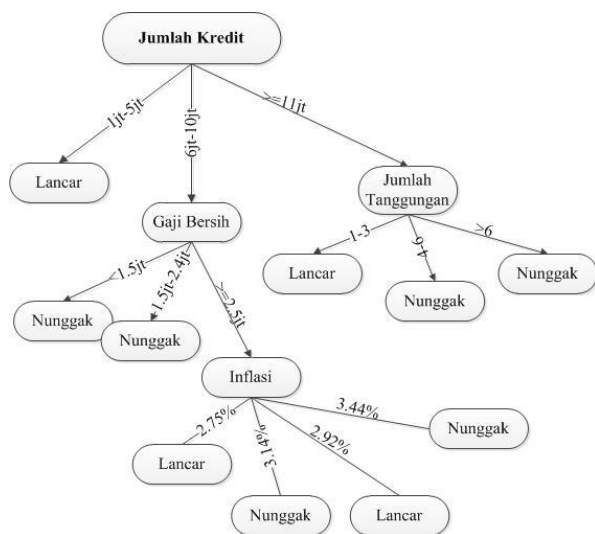 Jumlah Kredit
1jt-5jt
6jt-10jt
>=11jt
Lancar
Jumlah
Tanggungan
Gaji Bersih
1-3
4-6
>6
Lancar
Nunggak
Nunggak
<1.5jt
1.5jt-2.4jt
>=2.5jt
Nunggak
Nunggak
Inflasi
2.75%
3.14%
2.92%
3.44%
Nunggak
Lancar
Nunggak
Lancar